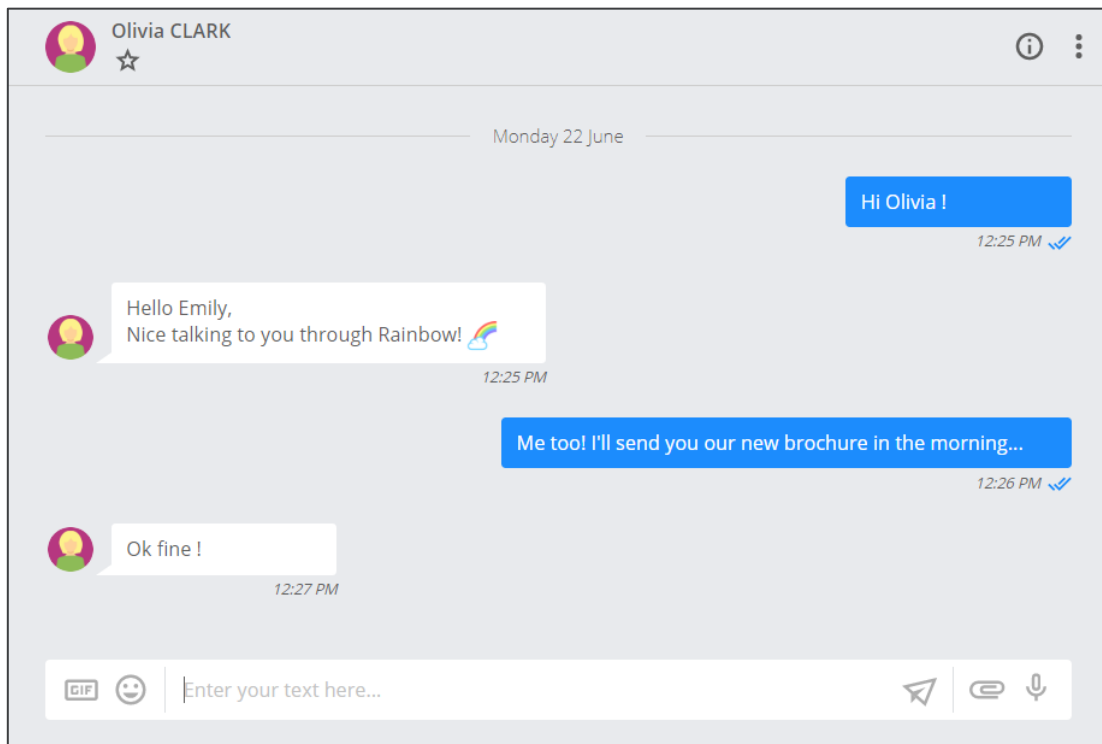 Olivia CLARK
Monday 22 June
Hi Olivia !
12:25 PM
Hello Emily,
Nice talking to you through Rainbow! 🌈
12:25 PM
Me too! I'll send you our new brochure in the morning...
12:26 PM
Ok fine !
12:27 PM
GIF
Enter your text here...